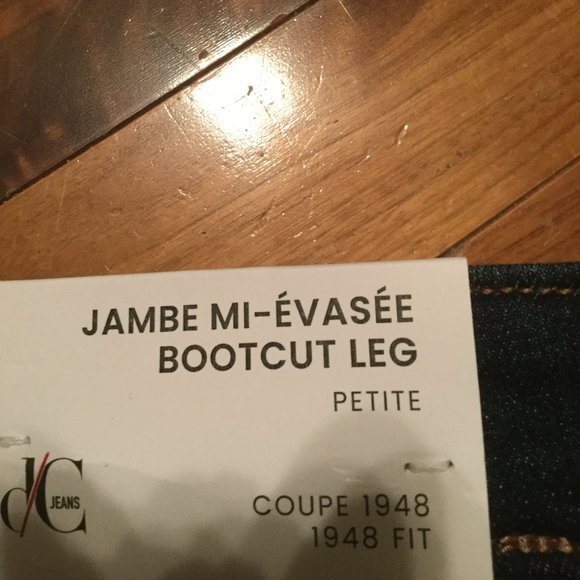 JAMBE MI-ÉVASÉE
BOOTCUT LEG
PETITE
d/C JEANS
COUPE 1948
1948 FIT